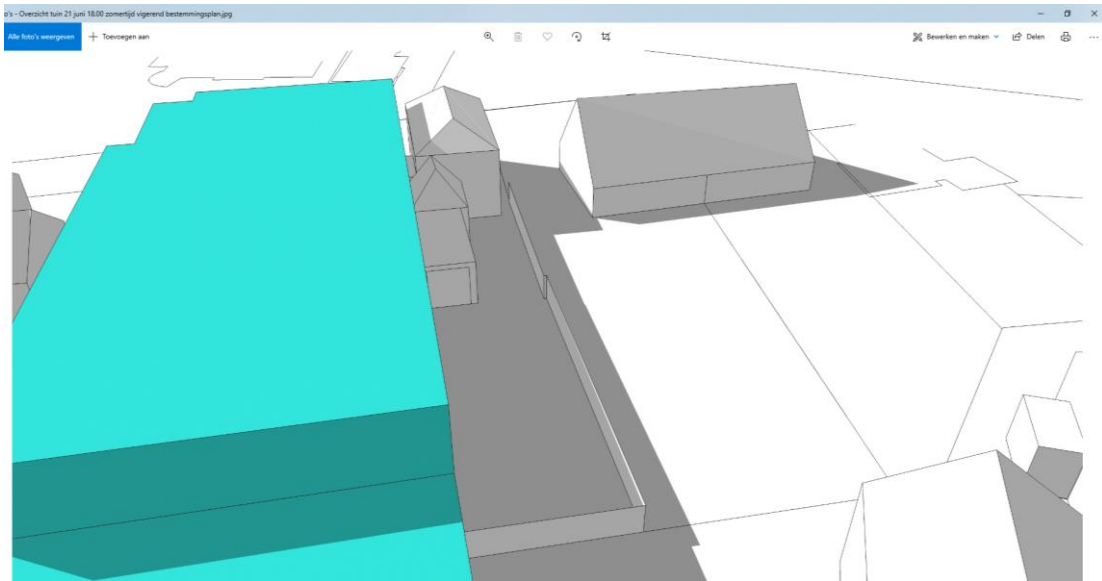 o's - Overzicht tuin 21 juni 18.00 zomertijd vigerend bestemmingsplan.jpg
Alle foto's weergeven
Toevoegen aan
Bewerken en maken
Delen